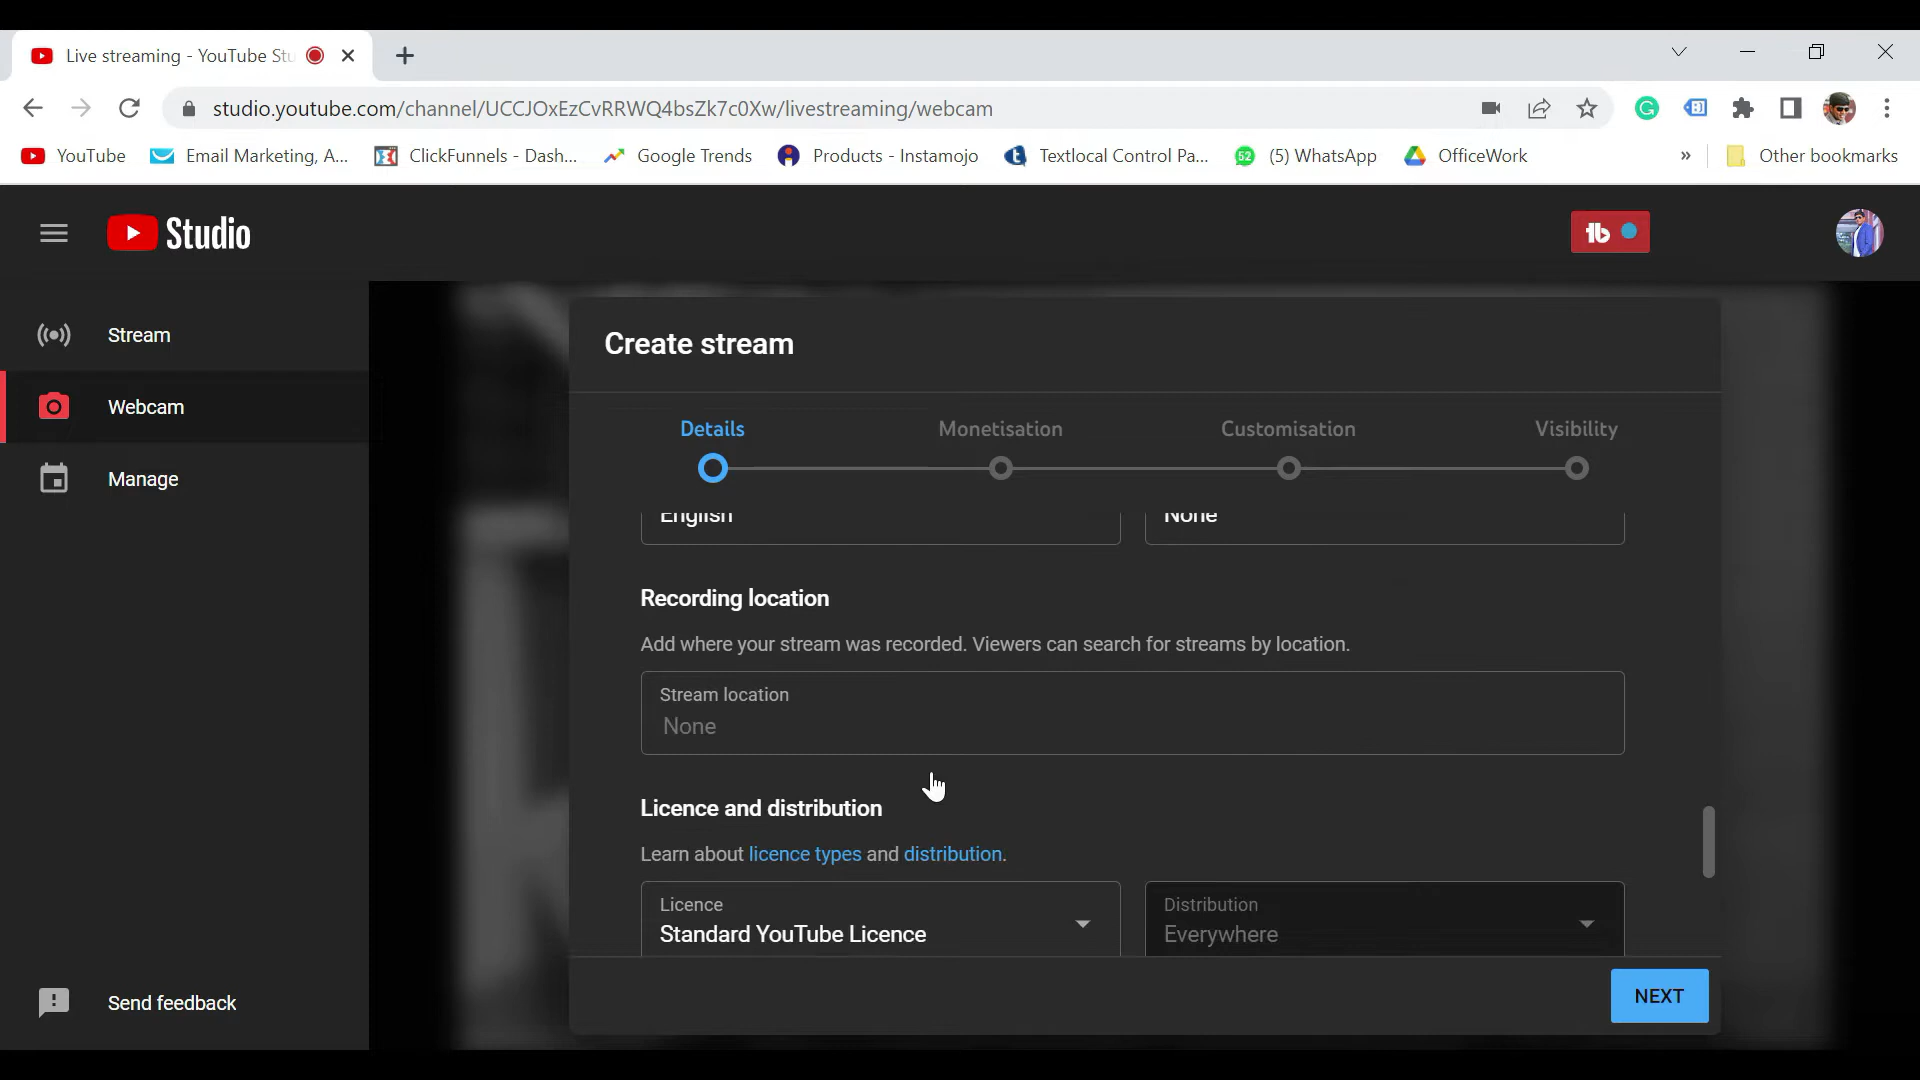 Live streaming - YouTube Stu
studio.youtube.com/channel/UCCJOxEzCvRRWQ4bsZk7c0Xw/livestreaming/webcam
YouTube
Email Marketing, A...
ClickFunnels - Dash...
Google Trends
Products - Instamojo
Textlocal Control Pa...
52
(5) WhatsApp
OfficeWork
»
Other bookmarks
Studio
tb
Stream
Webcam
Manage
Send feedback
Create stream
Details
Monetisation
Customisation
Visibility
English
None
Recording location
Add where your stream was recorded. Viewers can search for streams by location.
Stream location
None
Licence and distribution
Learn about licence types and distribution.
Licence
Standard YouTube Licence
Distribution
Everywhere
NEXT